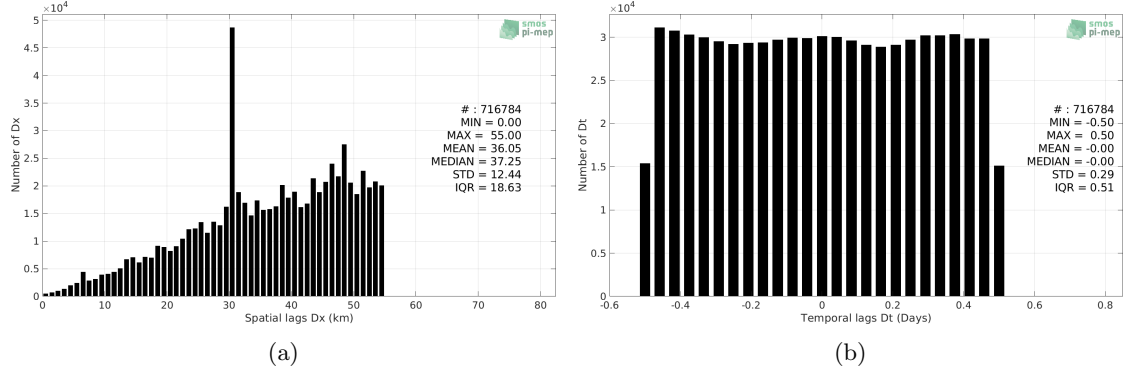 ×10⁴
5
4.5
4
3.5
3
2.5
2
1.5
1
0.5
0
Number of Dx
0
10
20
30
40
50
60
70
80
Spatial lags Dx (km)
smos
pi-mep
# : 716784
MIN = 0.00
MAX = 55.00
MEAN = 36.05
MEDIAN = 37.25
STD = 12.44
IQR = 18.63
(a)
×10⁴
3
2.5
2
1.5
1
0.5
0
Number of Dt
-0.6
-0.4
-0.2
0
0.2
0.4
0.6
0.8
Temporal lags Dt (Days)
smos
pi-mep
# : 716784
MIN = -0.50
MAX = 0.50
MEAN = -0.00
MEDIAN = -0.00
STD = 0.29
IQR = 0.51
(b)